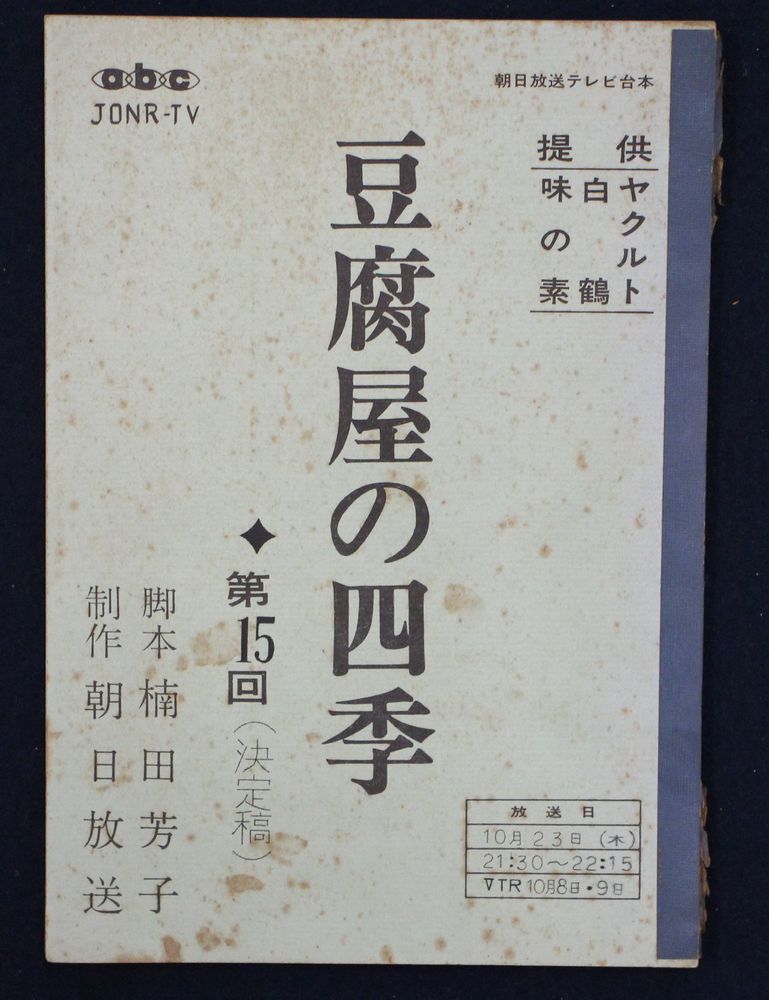 abc
JONR-TV
朝日放送テレビ台本
提供
ヤクルト
白鶴
味の素
豆腐屋の四季
◆第15回(決定稿)
脚本 楠田芳子
制作 朝日放送
放送日
10月23日(木)
21:30〜22:15
VTR 10月8日・9日